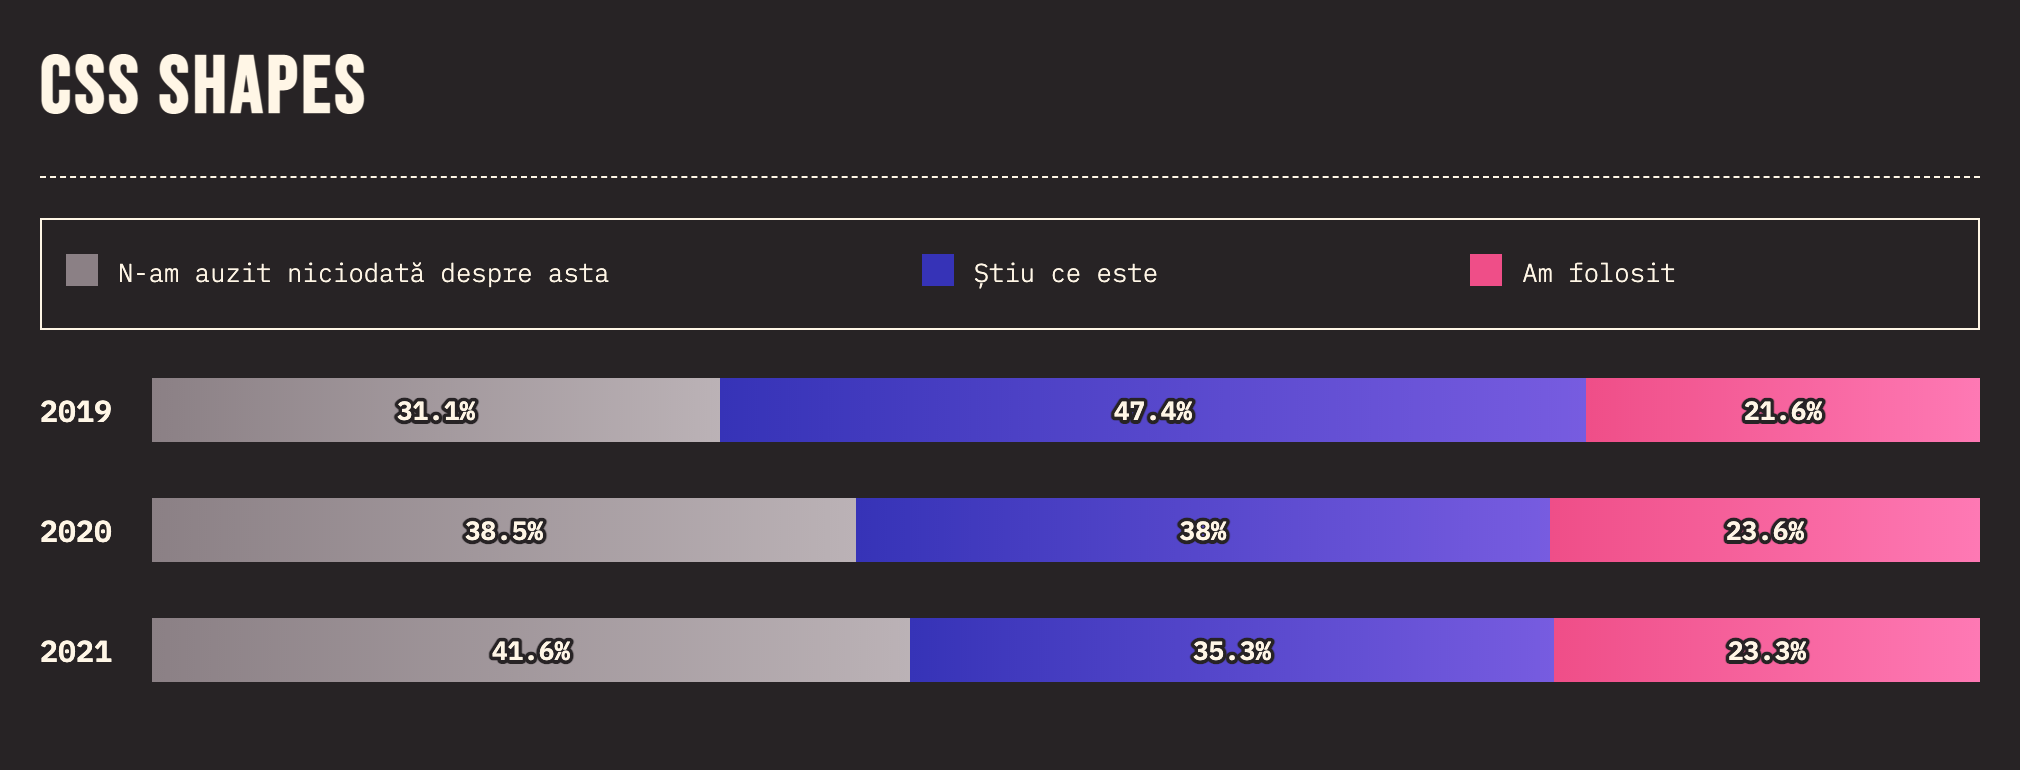 CSS SHAPES
N-am auzit niciodată despre asta Știu ce este Am folosit
2019 31.1% 47.4% 21.6%
2020 38.5% 38% 23.6%
2021 41.6% 35.3% 23.3%